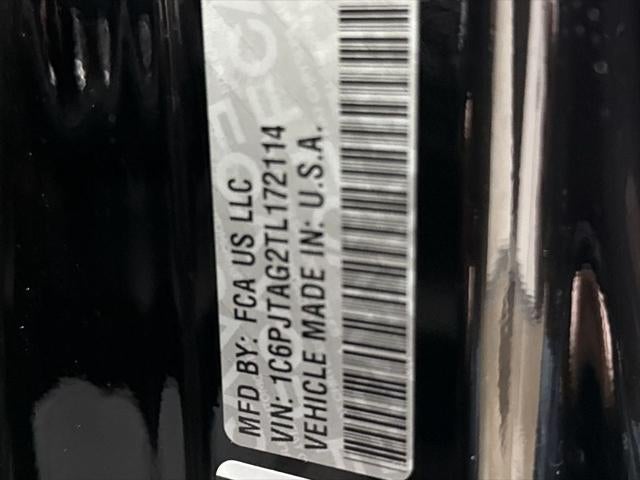 MFD BY: FCA US LLC
VIN: 1C6PJTAG2TL172114
VEHICLE MADE IN: U.S.A.